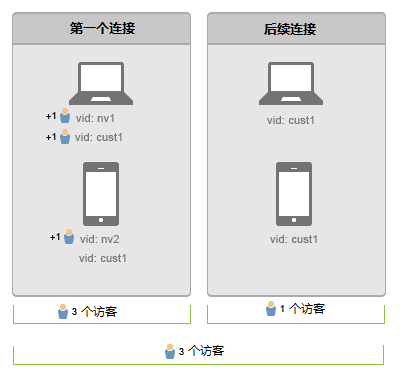 第一个连接
后续连接
+1 vid: nv1
+1 vid: cust1
vid: cust1
+1 vid: nv2
vid: cust1
vid: cust1
3 个访客
1 个访客
3 个访客